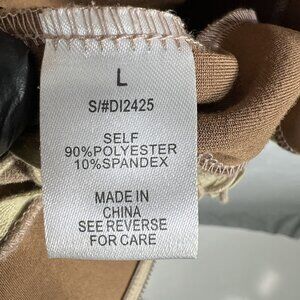 L
S/#DI2425
SELF
90%POLYESTER
10%SPANDEX
MADE IN
CHINA
SEE REVERSE
FOR CARE